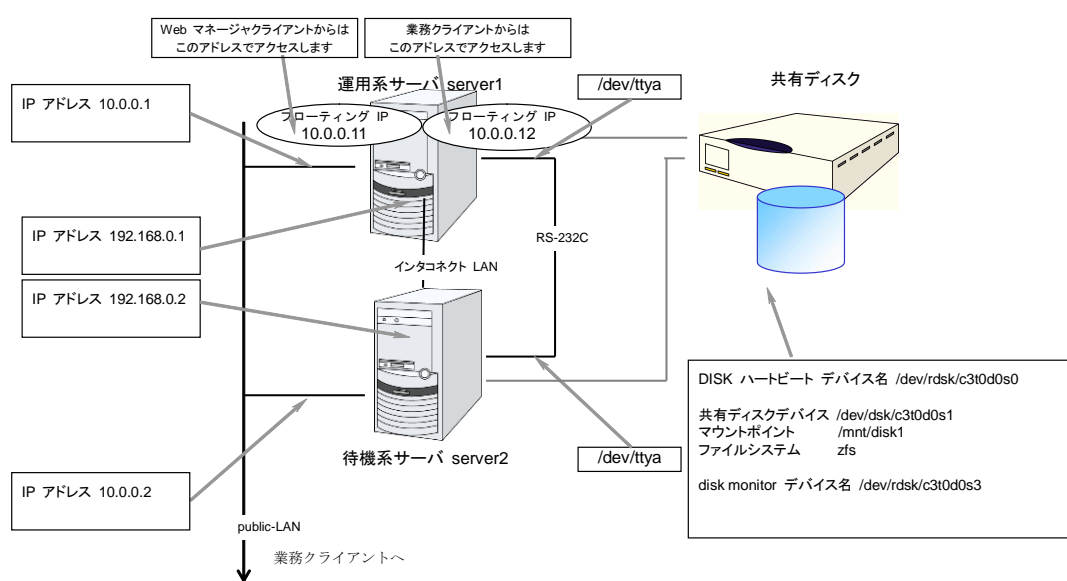 Web マネージャクライアントからは
このアドレスでアクセスします
業務クライアントからは
このアドレスでアクセスします
運用系サーバ server1
/dev/ttya
共有ディスク
IP アドレス 10.0.0.1
フローティング IP
10.0.0.11
フローティング IP
10.0.0.12
IP アドレス 192.168.0.1
RS-232C
インタコネクト LAN
IP アドレス 192.168.0.2
DISK ハートビート デバイス名 /dev/rdsk/c3t0d0s0
共有ディスクデバイス /dev/dsk/c3t0d0s1
マウントポイント /mnt/disk1
ファイルシステム zfs
disk monitor デバイス名 /dev/rdsk/c3t0d0s3
待機系サーバ server2
/dev/ttya
IP アドレス 10.0.0.2
public-LAN
業務クライアントへ